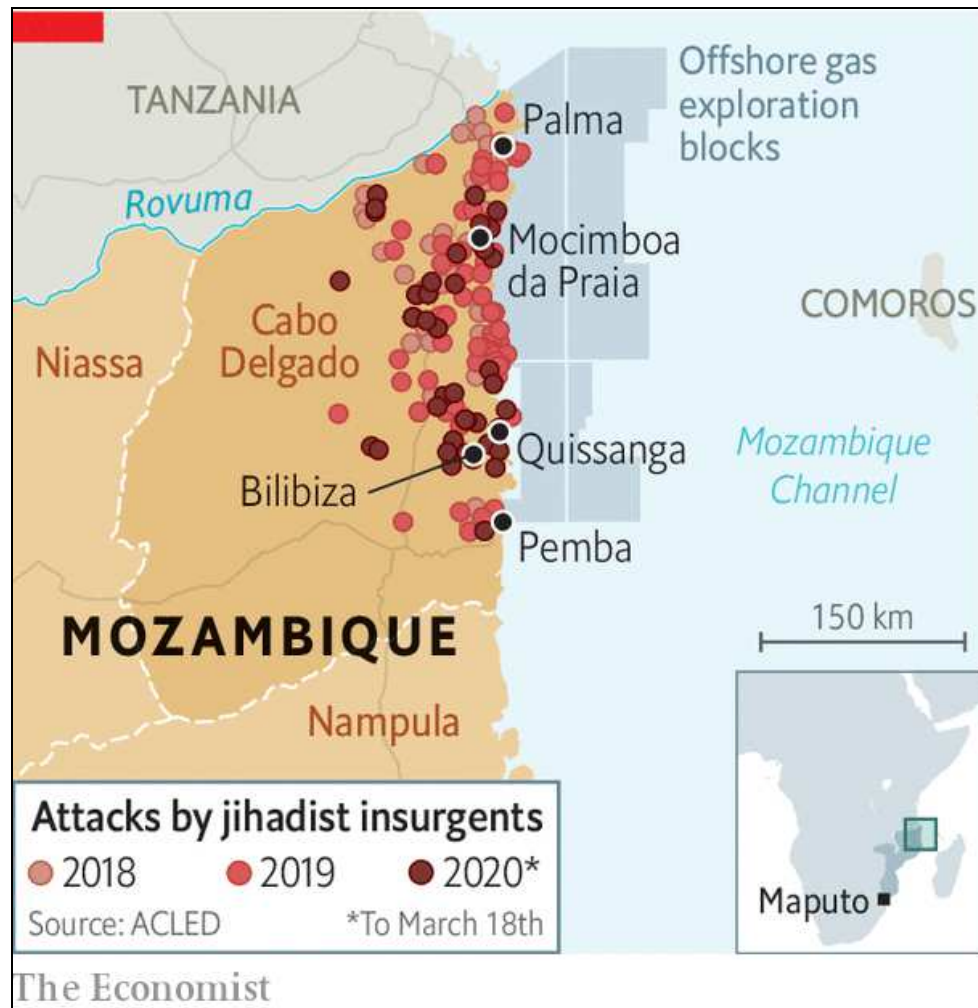 TANZANIA
Offshore gas
exploration
blocks
Palma
Rovuma
Mocimboa
da Praia
COMOROS
Cabo
Delgado
Niassa
Quissanga
Mozambique
Channel
Bilibiza
Pemba
MOZAMBIQUE
150 km
Nampula
Attacks by jihadist insurgents
2018 2019 2020*
Source: ACLED *To March 18th
Maputo
The Economist